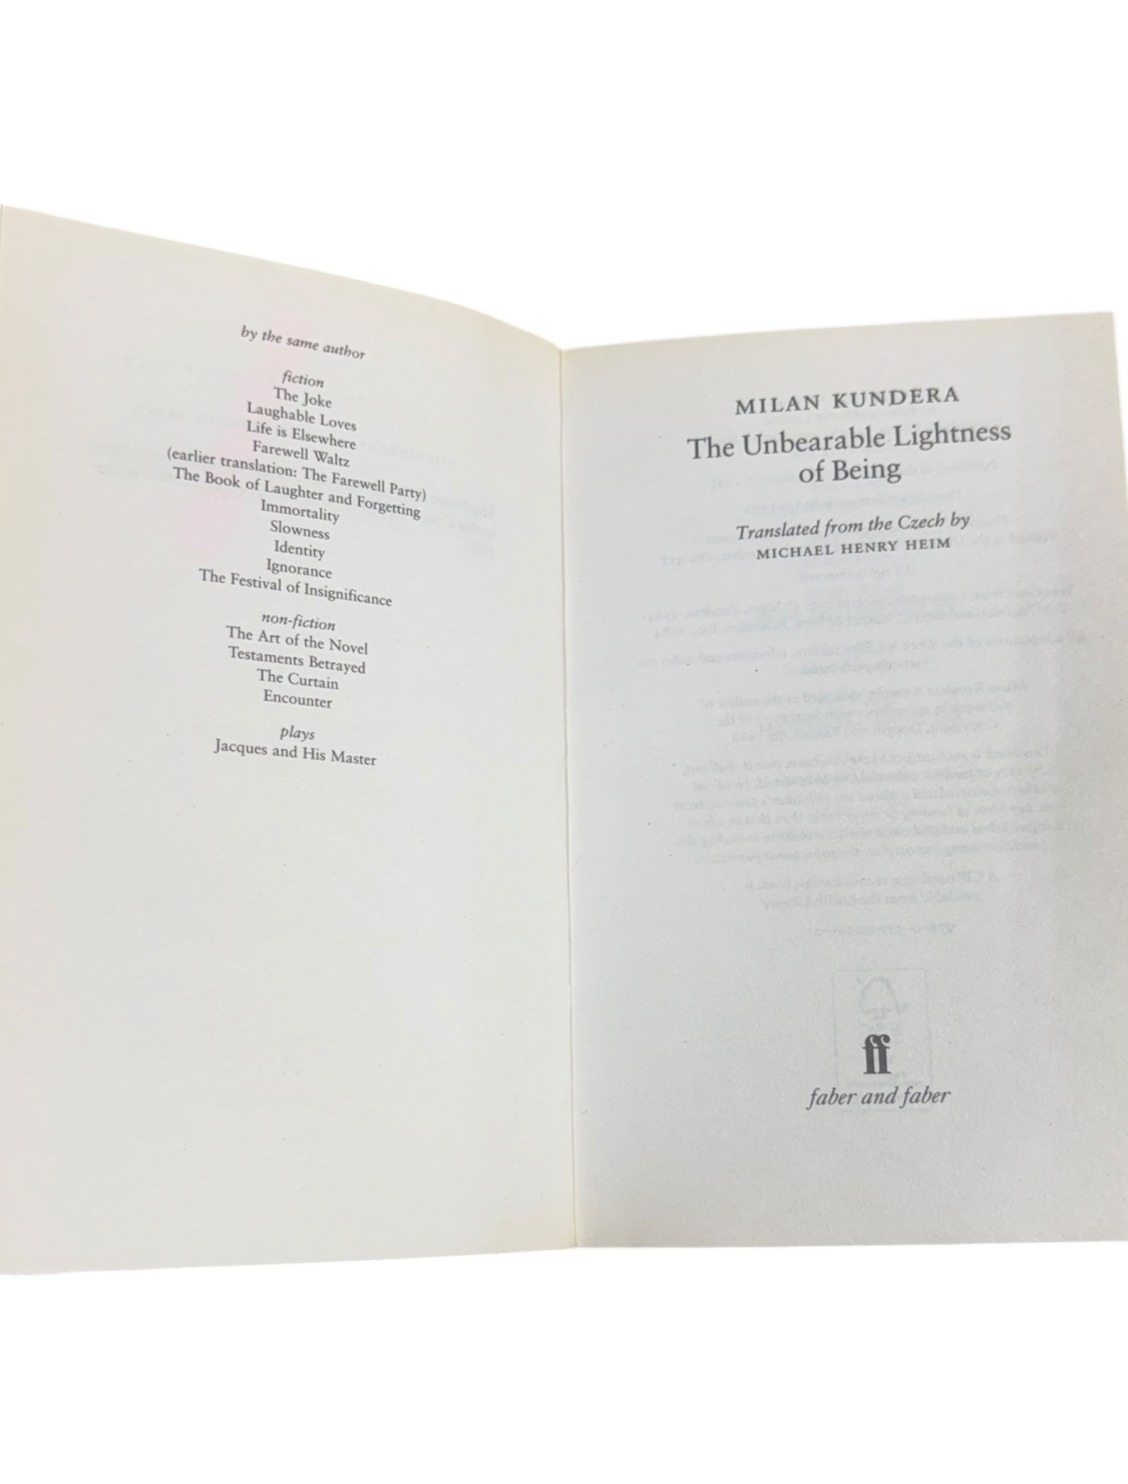 by the same author
fiction
The Joke
Laughable Loves
Life is Elsewhere
Farewell Waltz
(earlier translation: The Farewell Party)
The Book of Laughter and Forgetting
Immortality
Slowness
Identity
Ignorance
The Festival of Insignificance
non-fiction
The Art of the Novel
Testaments Betrayed
The Curtain
Encounter
plays
Jacques and His Master
MILAN KUNDERA
The Unbearable Lightness
of Being
Translated from the Czech by
MICHAEL HENRY HEIM
ff
faber and faber